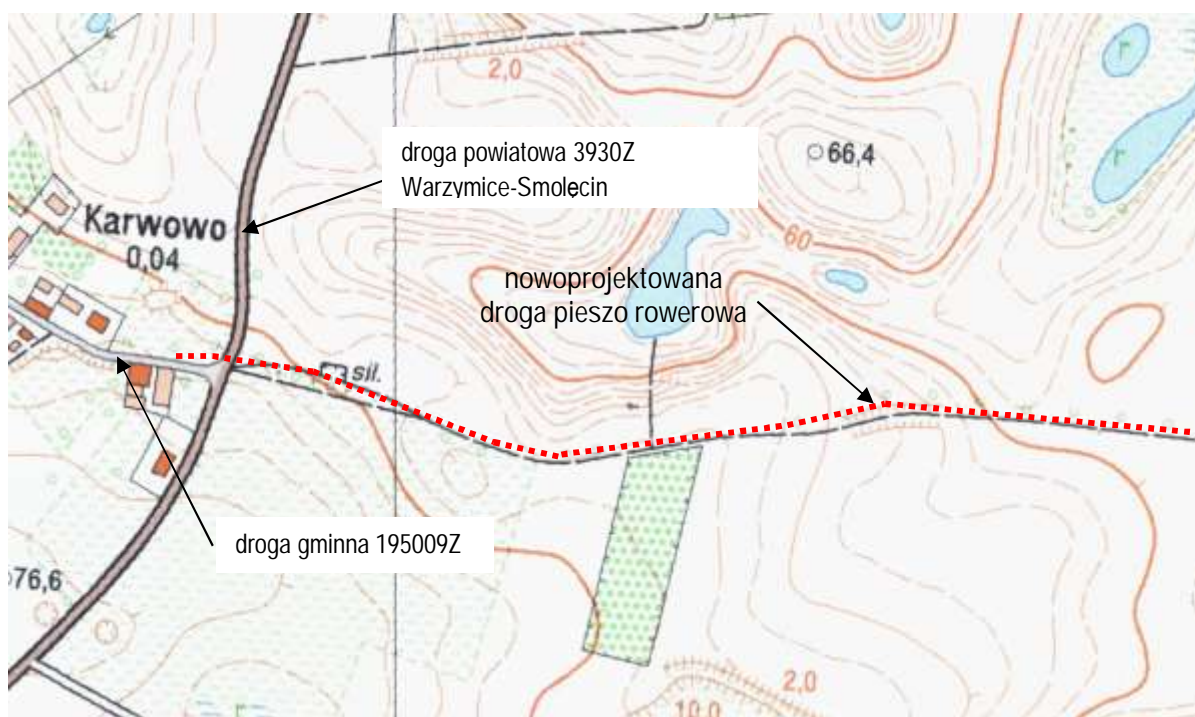 2,0
droga powiatowa 3930Z
Warzymice-Smolęcin
66,4
Karwowo
0,04
60
nowoprojektowana
droga pieszo rowerowa
sil.
droga gminna 195009Z
76,6
2,0
10,0
r
r
r
r